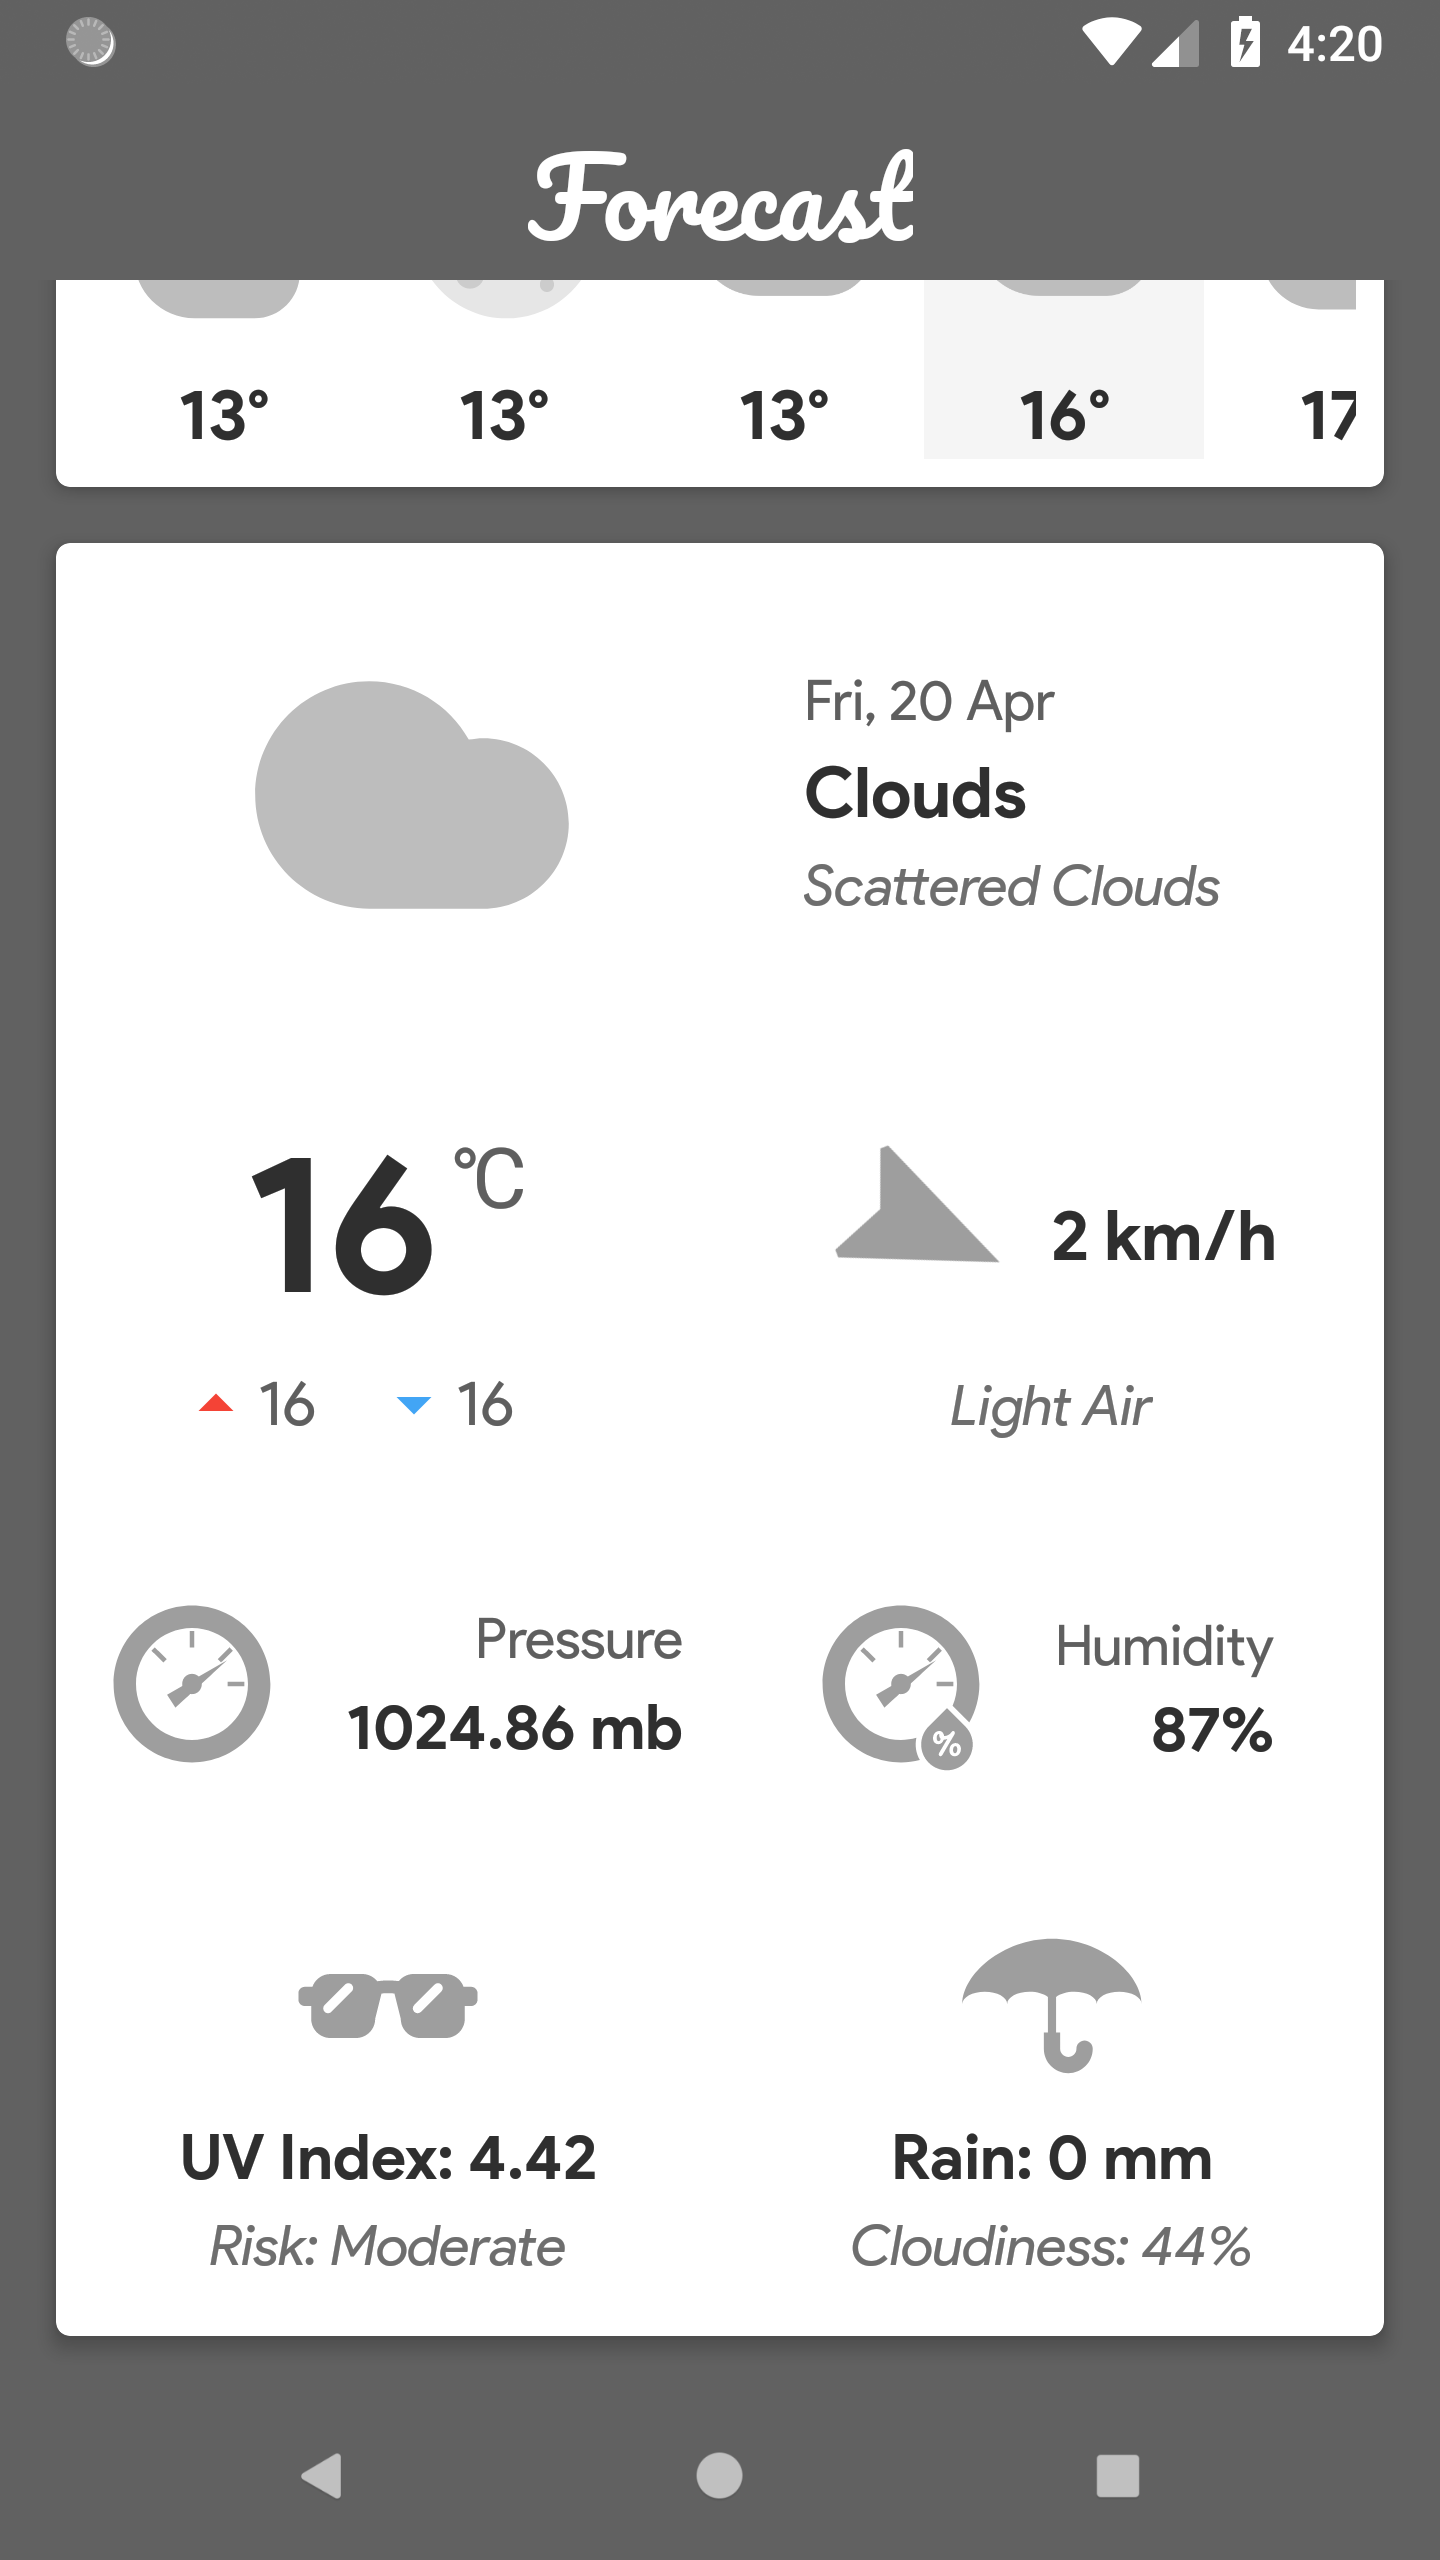 4:20
Forecast
13° 13° 13° 16° 17
Fri, 20 Apr
Clouds
Scattered Clouds
16 °C
2 km/h
16 16
Light Air
Pressure
1024.86 mb
Humidity
87%
%
UV Index: 4.42
Risk: Moderate
Rain: 0 mm
Cloudiness: 44%